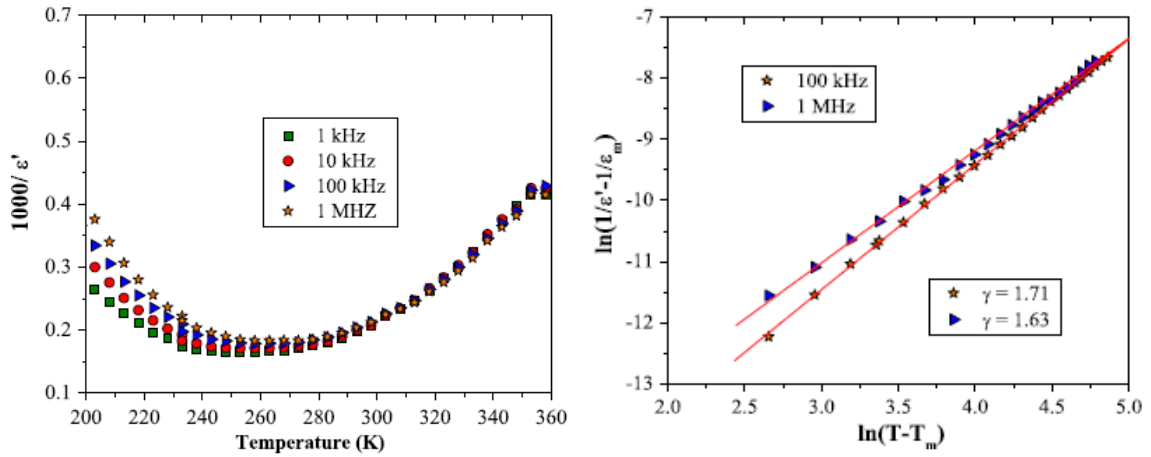 0.7
0.6
0.5
0.4
0.3
0.2
0.1
1000/ ε'
1 kHz
10 kHz
100 kHz
1 MHZ
200 220 240 260 280 300 320 340 360
Temperature (K)
-7
-8
-9
-10
-11
-12
-13
ln(1/ε'-1/ε_m)
100 kHz
1 MHz
γ = 1.71
γ = 1.63
2.0 2.5 3.0 3.5 4.0 4.5 5.0
ln(T-T_m)